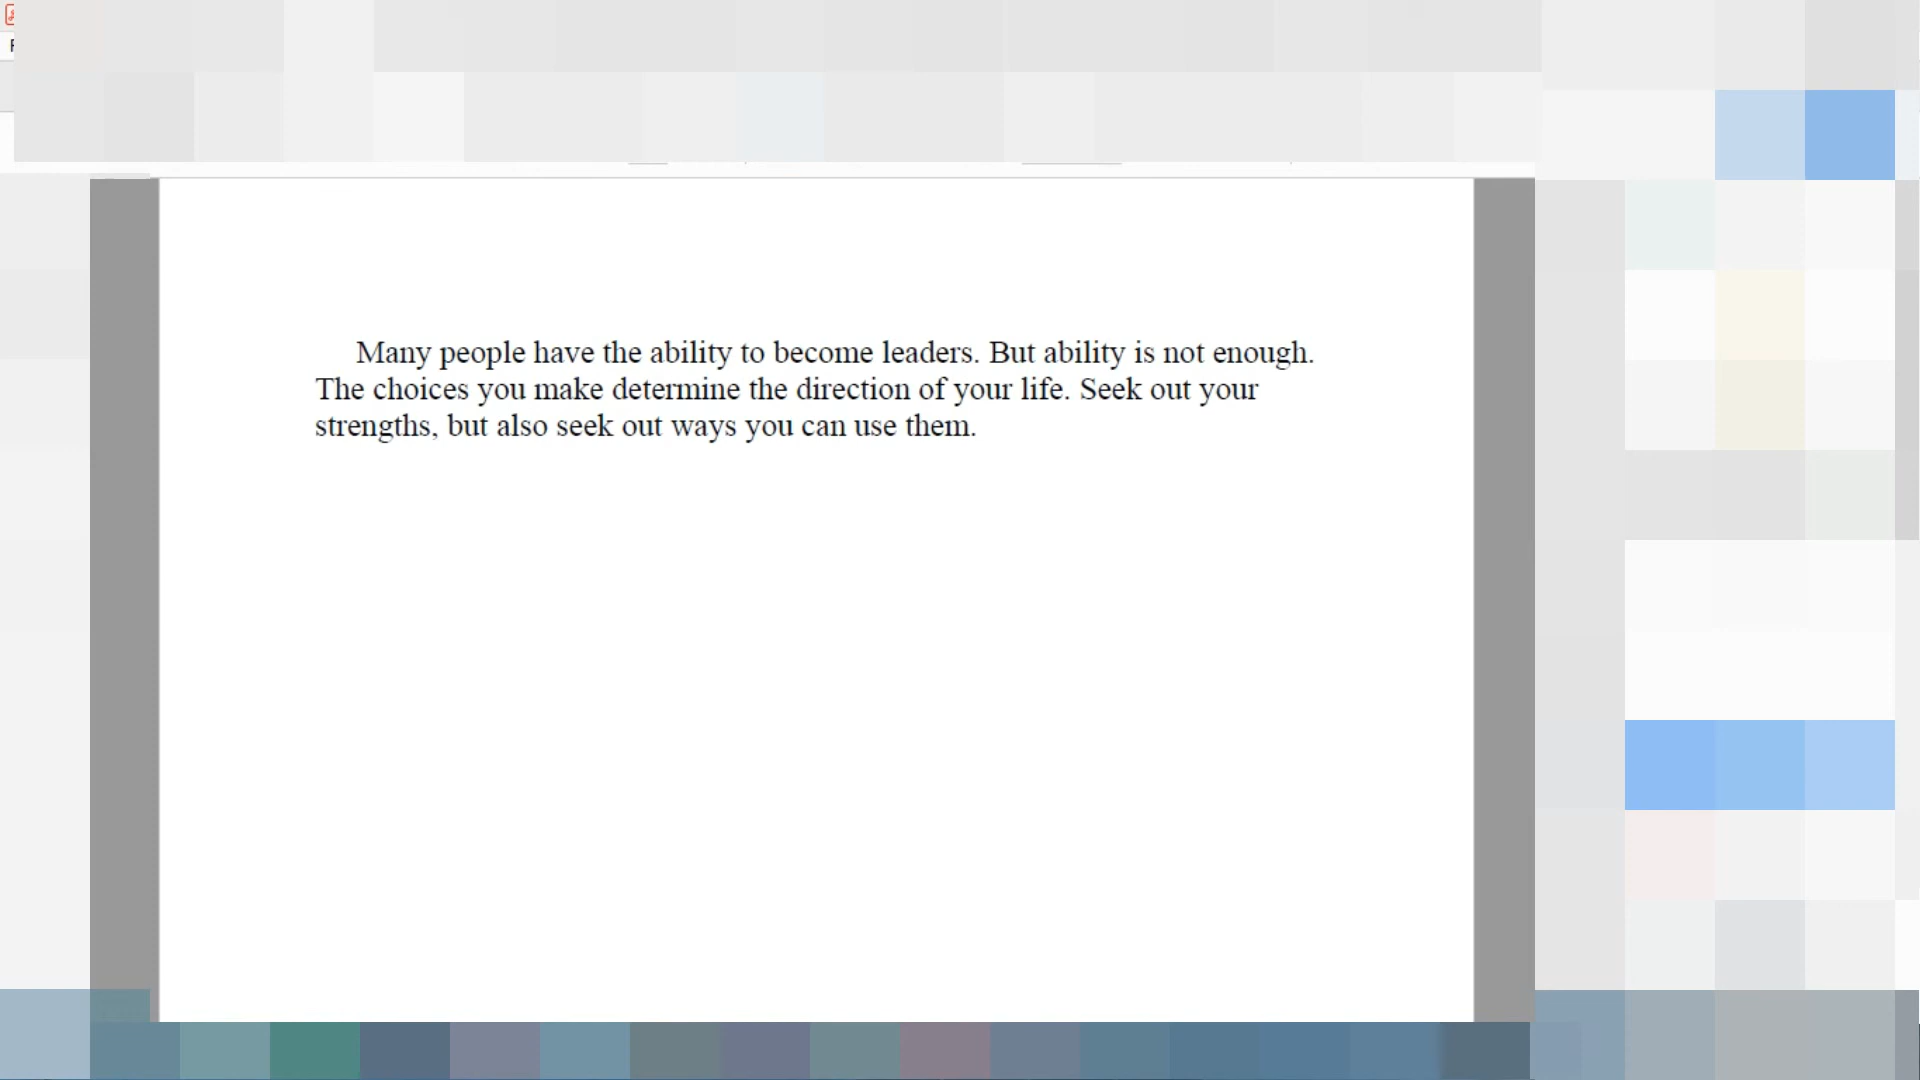 Many people have the ability to become leaders. But ability is not enough.
The choices you make determine the direction of your life. Seek out your
strengths, but also seek out ways you can use them.